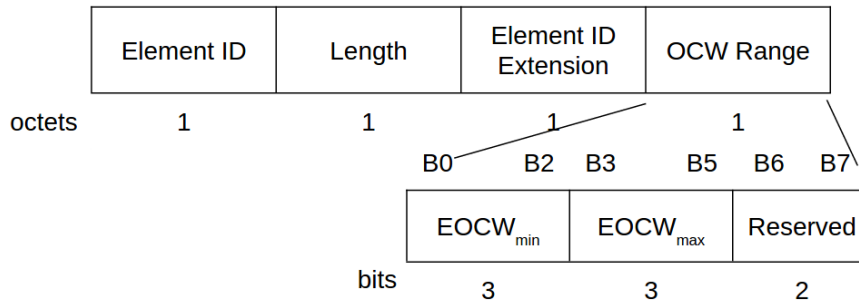 Element ID Length Element ID Extension OCW Range
octets 1 1 1 1
B0 B2 B3 B5 B6 B7
EOCWmin EOCWmax Reserved
bits 3 3 2